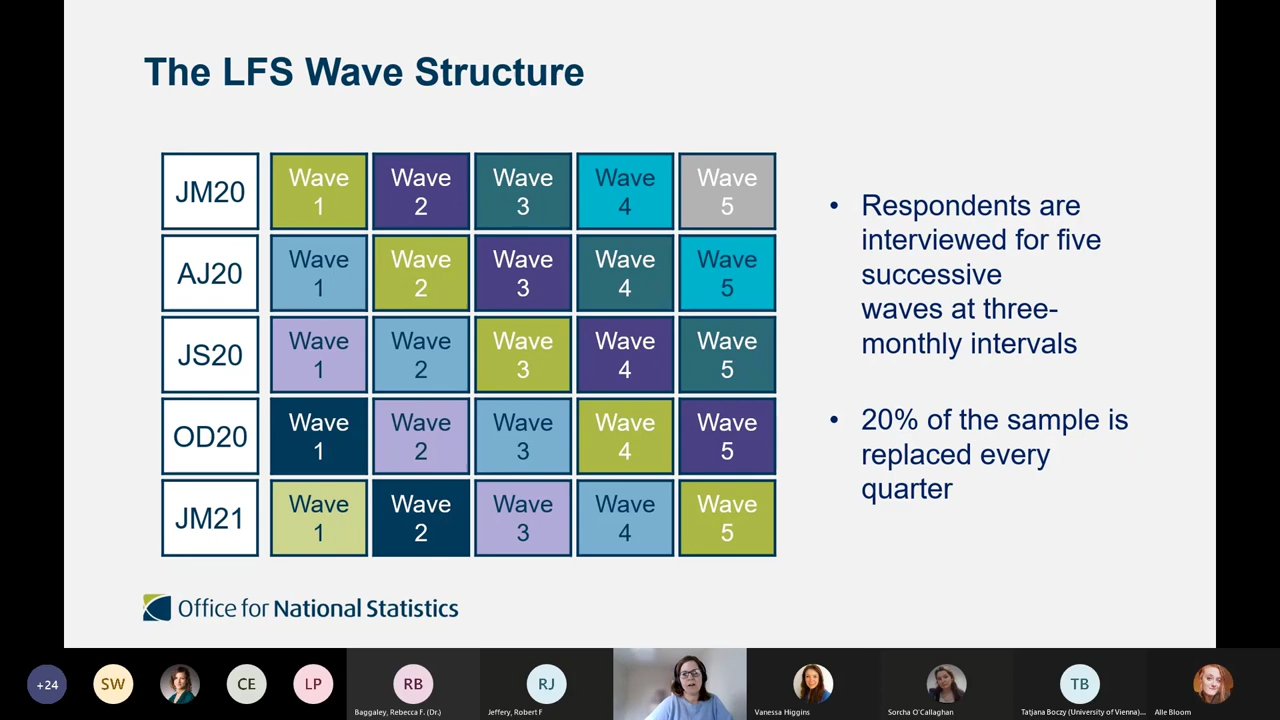 The LFS Wave Structure
JM20
Wave
1
Wave
2
Wave
3
Wave
4
Wave
5
AJ20
Wave
1
Wave
2
Wave
3
Wave
4
Wave
5
JS20
Wave
1
Wave
2
Wave
3
Wave
4
Wave
5
OD20
Wave
1
Wave
2
Wave
3
Wave
4
Wave
5
JM21
Wave
1
Wave
2
Wave
3
Wave
4
Wave
5
• Respondents are
interviewed for five
successive
waves at three-
monthly intervals
• 20% of the sample is
replaced every
quarter
Office for National Statistics
+24
SW
CE
LP
RB
Baggaley, Rebecca F. (Dr.)
RJ
Jeffery, Robert F
Vanessa Higgins
Sorcha O'Callaghan
TB
Tatjana Boczy (University of Vienna)...
Alle Bloom